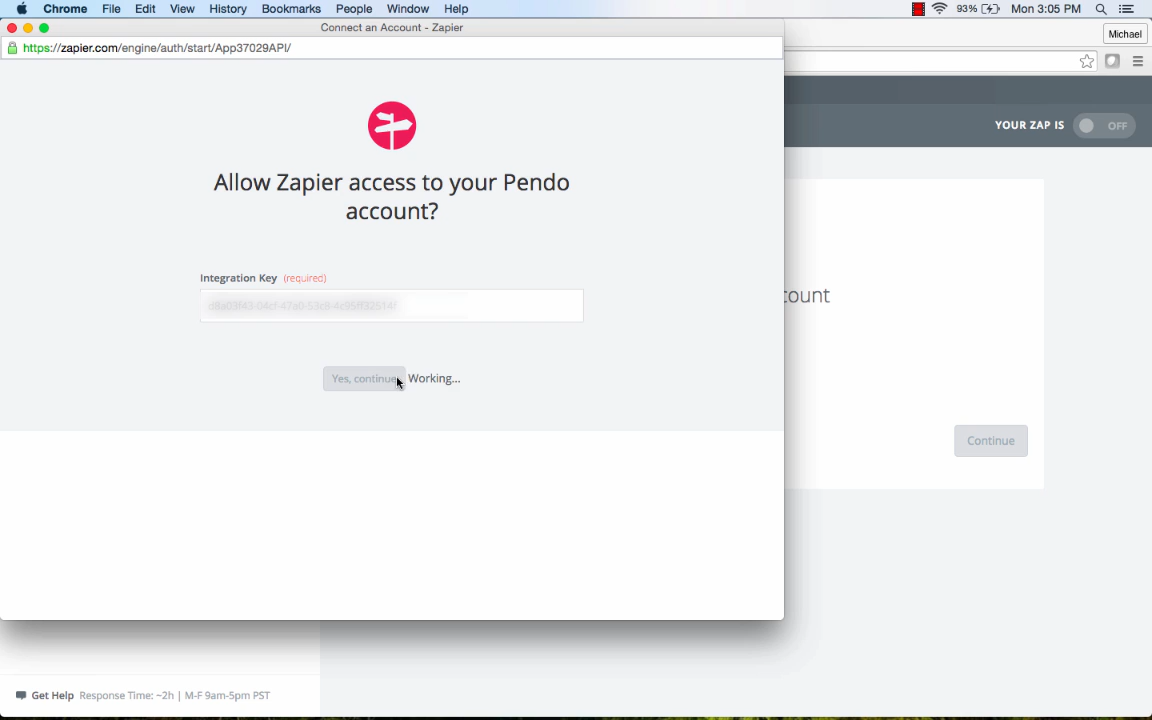 Chrome File Edit View History Bookmarks People Window Help 93% Mon 3:05 PM
Connect an Account - Zapier
Michael
https://zapier.com/engine/auth/start/App37029API/
YOUR ZAP IS OFF
Allow Zapier access to your Pendo
account?
Integration Key (required)
count
Yes, continue Working...
Continue
Get Help Response Time: ~2h | M-F 9am-5pm PST